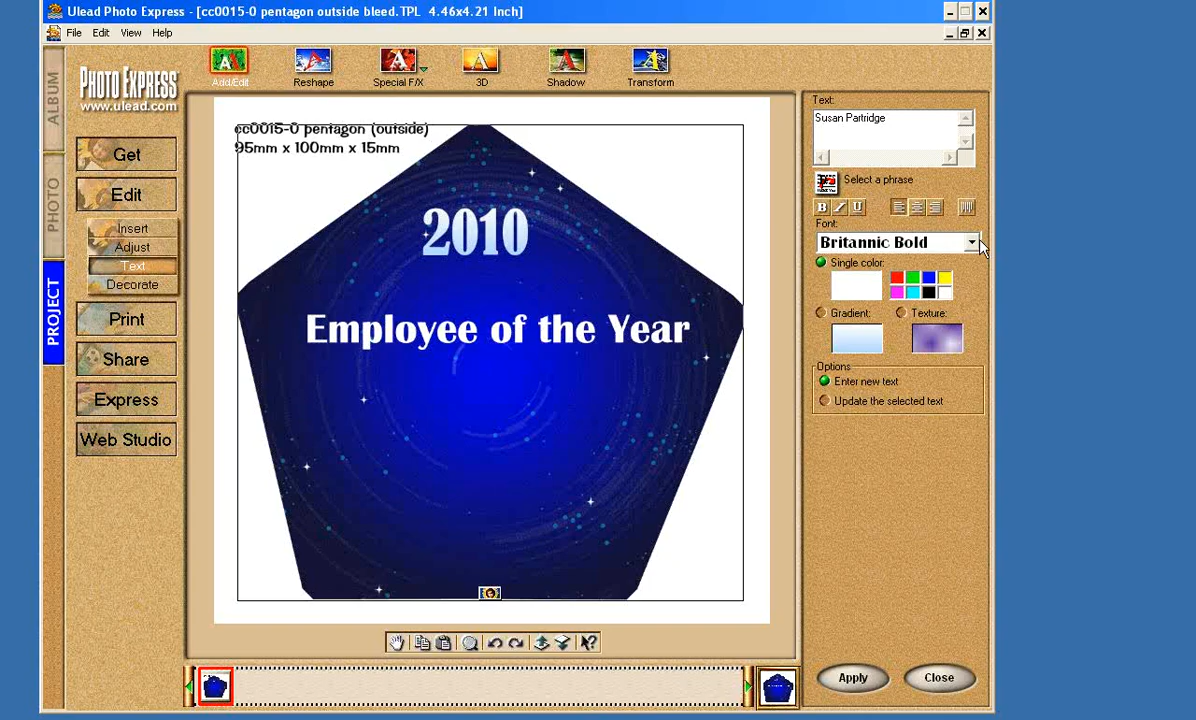 Ulead Photo Express - [cc0015-0 pentagon outside bleed.TPL 4.46x4.21 Inch]
File Edit View Help
ALBUM
PHOTO
PROJECT
PHOTO EXPRESS
www.ulead.com
Get
Edit
Insert
Adjust
Text
Decorate
Print
Share
Express
Web Studio
Add/Edit Reshape Special F/X 3D Shadow Transform
cc0015-0 pentagon (outside)
95mm x 100mm x 15mm
2010
Employee of the Year
Text:
Susan Partridge
Select a phrase
B I U
Font:
Britannic Bold
Single color:
Gradient: Texture:
Options
Enter new text
Update the selected text
Apply Close